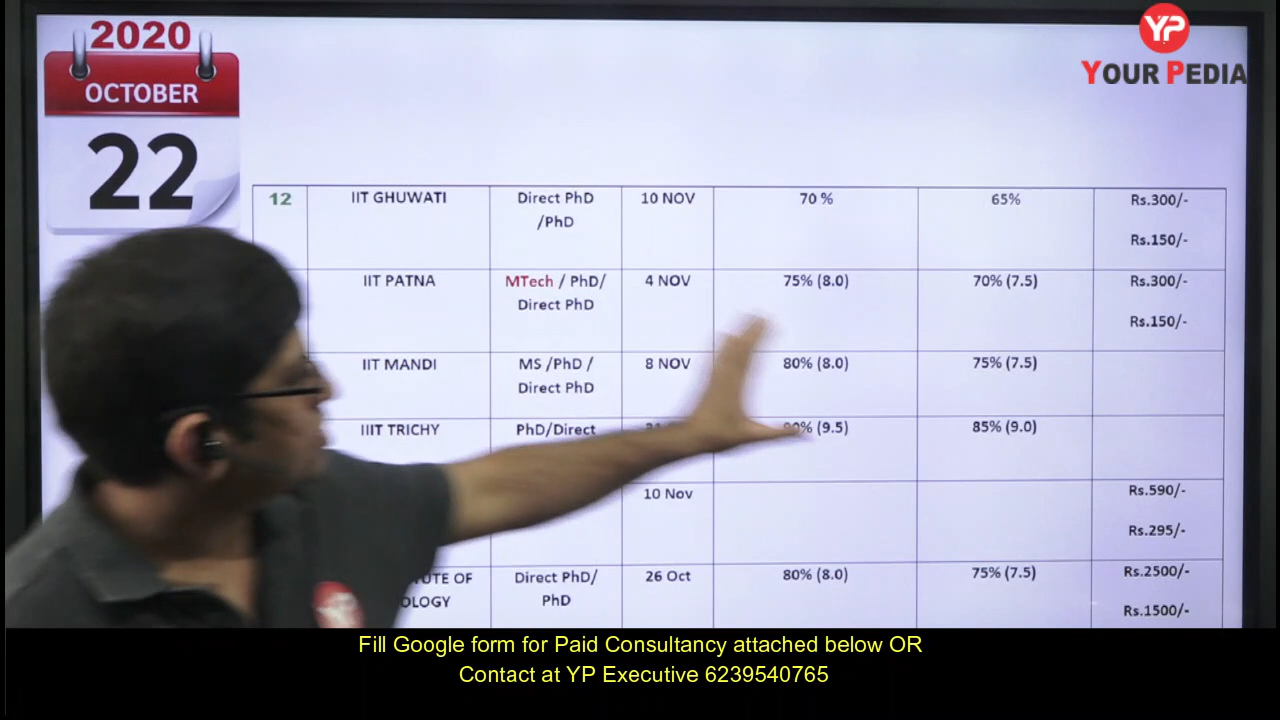 2020
OCTOBER
22
YP
YOUR PEDIA
12 IIT GHUWATI Direct PhD 10 NOV 70 % 65% Rs.300/-
/PhD Rs.150/-
IIT PATNA MTech / PhD/ 4 NOV 75% (8.0) 70% (7.5) Rs.300/-
Direct PhD Rs.150/-
IIT MANDI MS /PhD / 8 NOV 80% (8.0) 75% (7.5)
Direct PhD
IIIT TRICHY PhD/Direct (9.5) 85% (9.0)
10 Nov Rs.590/-
Rs.295/-
OF Direct PhD/ 26 Oct 80% (8.0) 75% (7.5) Rs.2500/-
PhD Rs.1500/-
YP
Fill Google form for Paid Consultancy attached below OR
Contact at YP Executive 6239540765